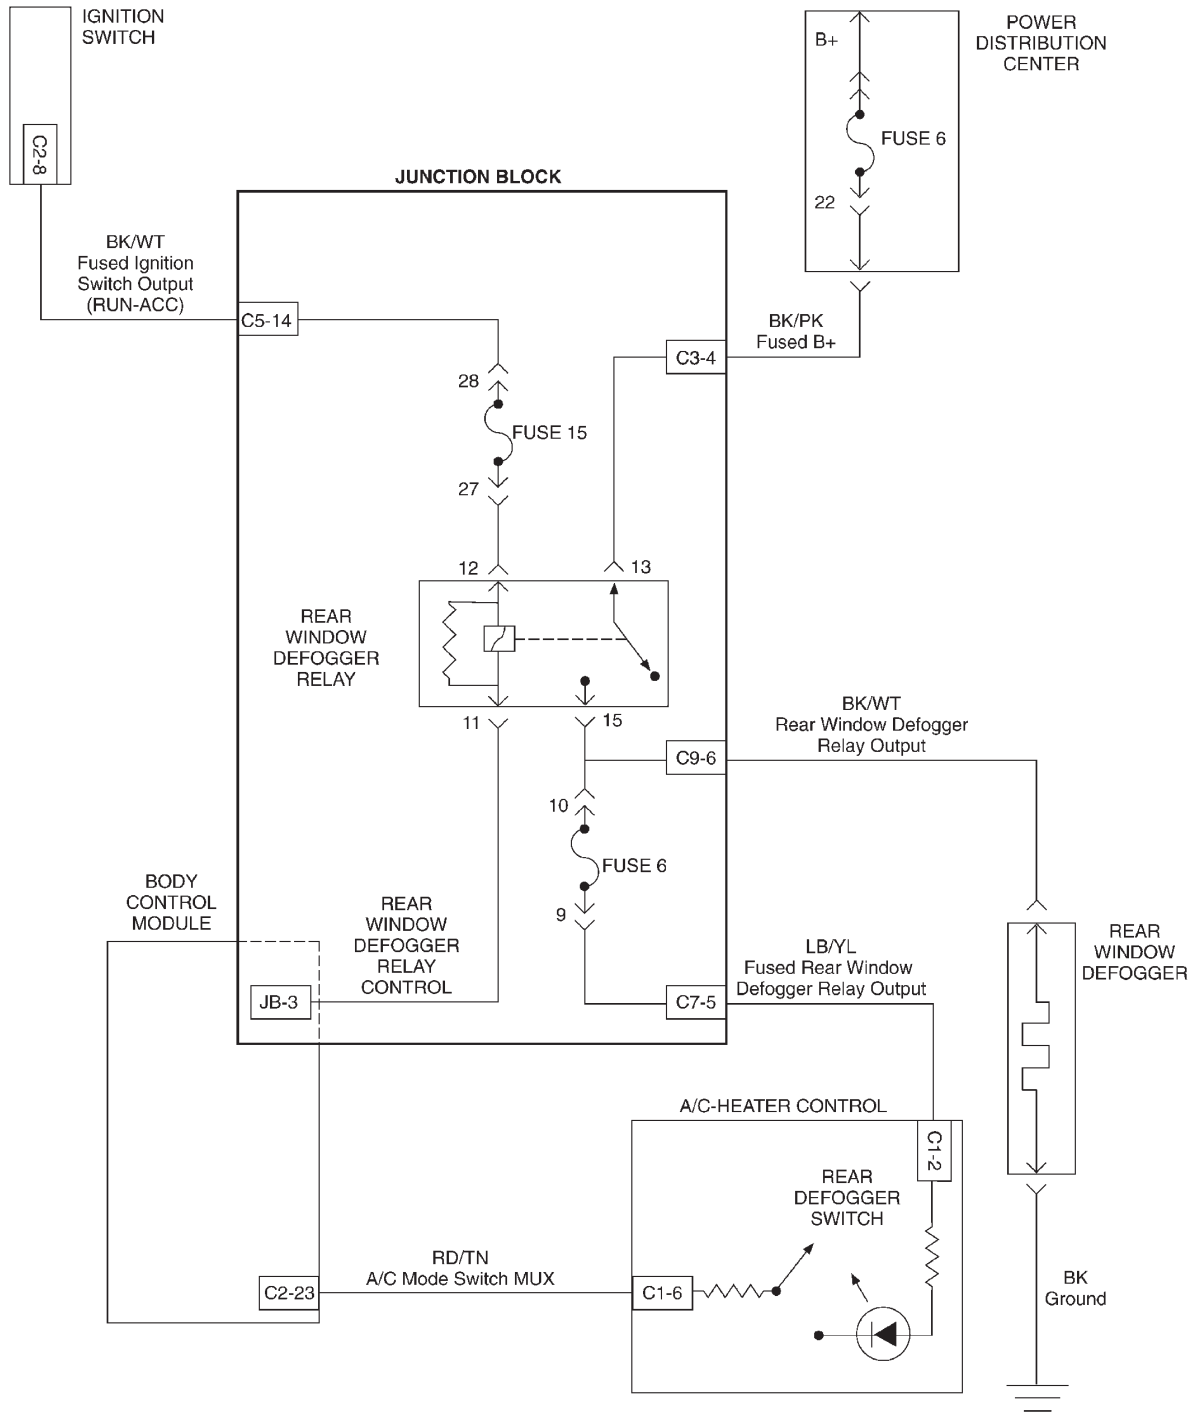 IGNITION
SWITCH
C2-8
POWER
DISTRIBUTION
CENTER
B+
FUSE 6
22
JUNCTION BLOCK
BK/WT
Fused Ignition
Switch Output
(RUN-ACC)
C5-14
BK/PK
Fused B+
C3-4
28
FUSE 15
27
12
13
REAR
WINDOW
DEFOGGER
RELAY
11
15
BK/WT
Rear Window Defogger
Relay Output
C9-6
10
FUSE 6
9
BODY
CONTROL
MODULE
REAR
WINDOW
DEFOGGER
RELAY
CONTROL
JB-3
LB/YL
Fused Rear Window
Defogger Relay Output
C7-5
REAR
WINDOW
DEFOGGER
A/C-HEATER CONTROL
C1-2
REAR
DEFOGGER
SWITCH
RD/TN
A/C Mode Switch MUX
C2-23
C1-6
BK
Ground